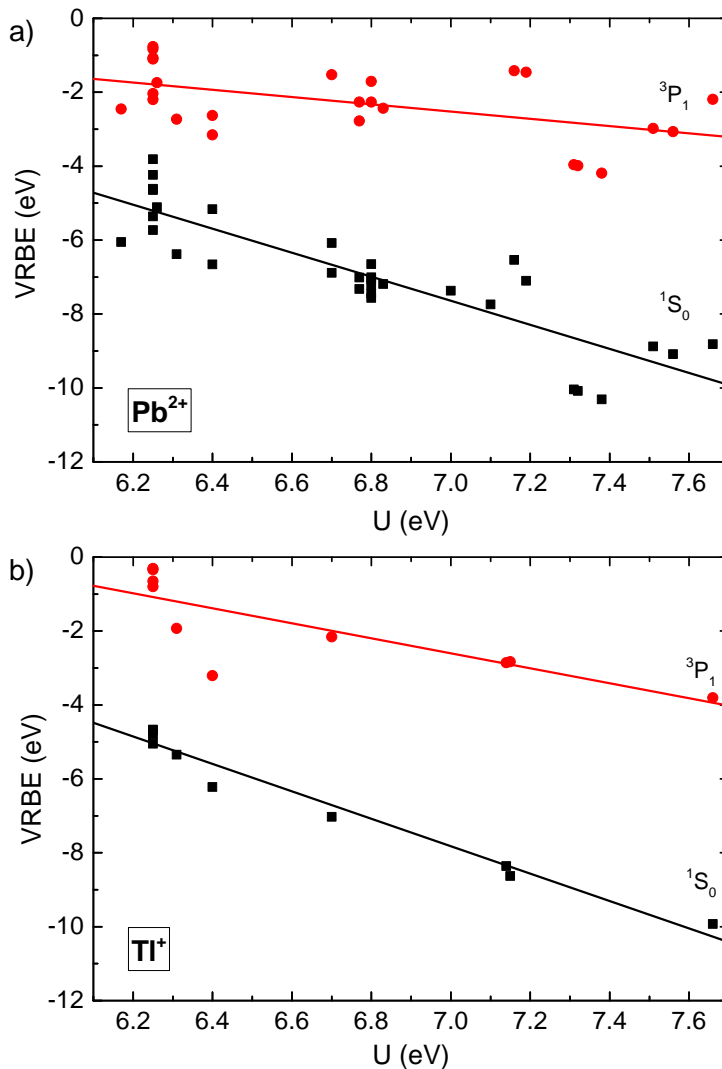 a)
0
-2
-4
-6
-8
-10
-12
VRBE (eV)
³P₁
¹S₀
Pb²⁺
6.2 6.4 6.6 6.8 7.0 7.2 7.4 7.6
U (eV)
b)
0
-2
-4
-6
-8
-10
-12
VRBE (eV)
³P₁
¹S₀
Tl⁺
6.2 6.4 6.6 6.8 7.0 7.2 7.4 7.6
U (eV)